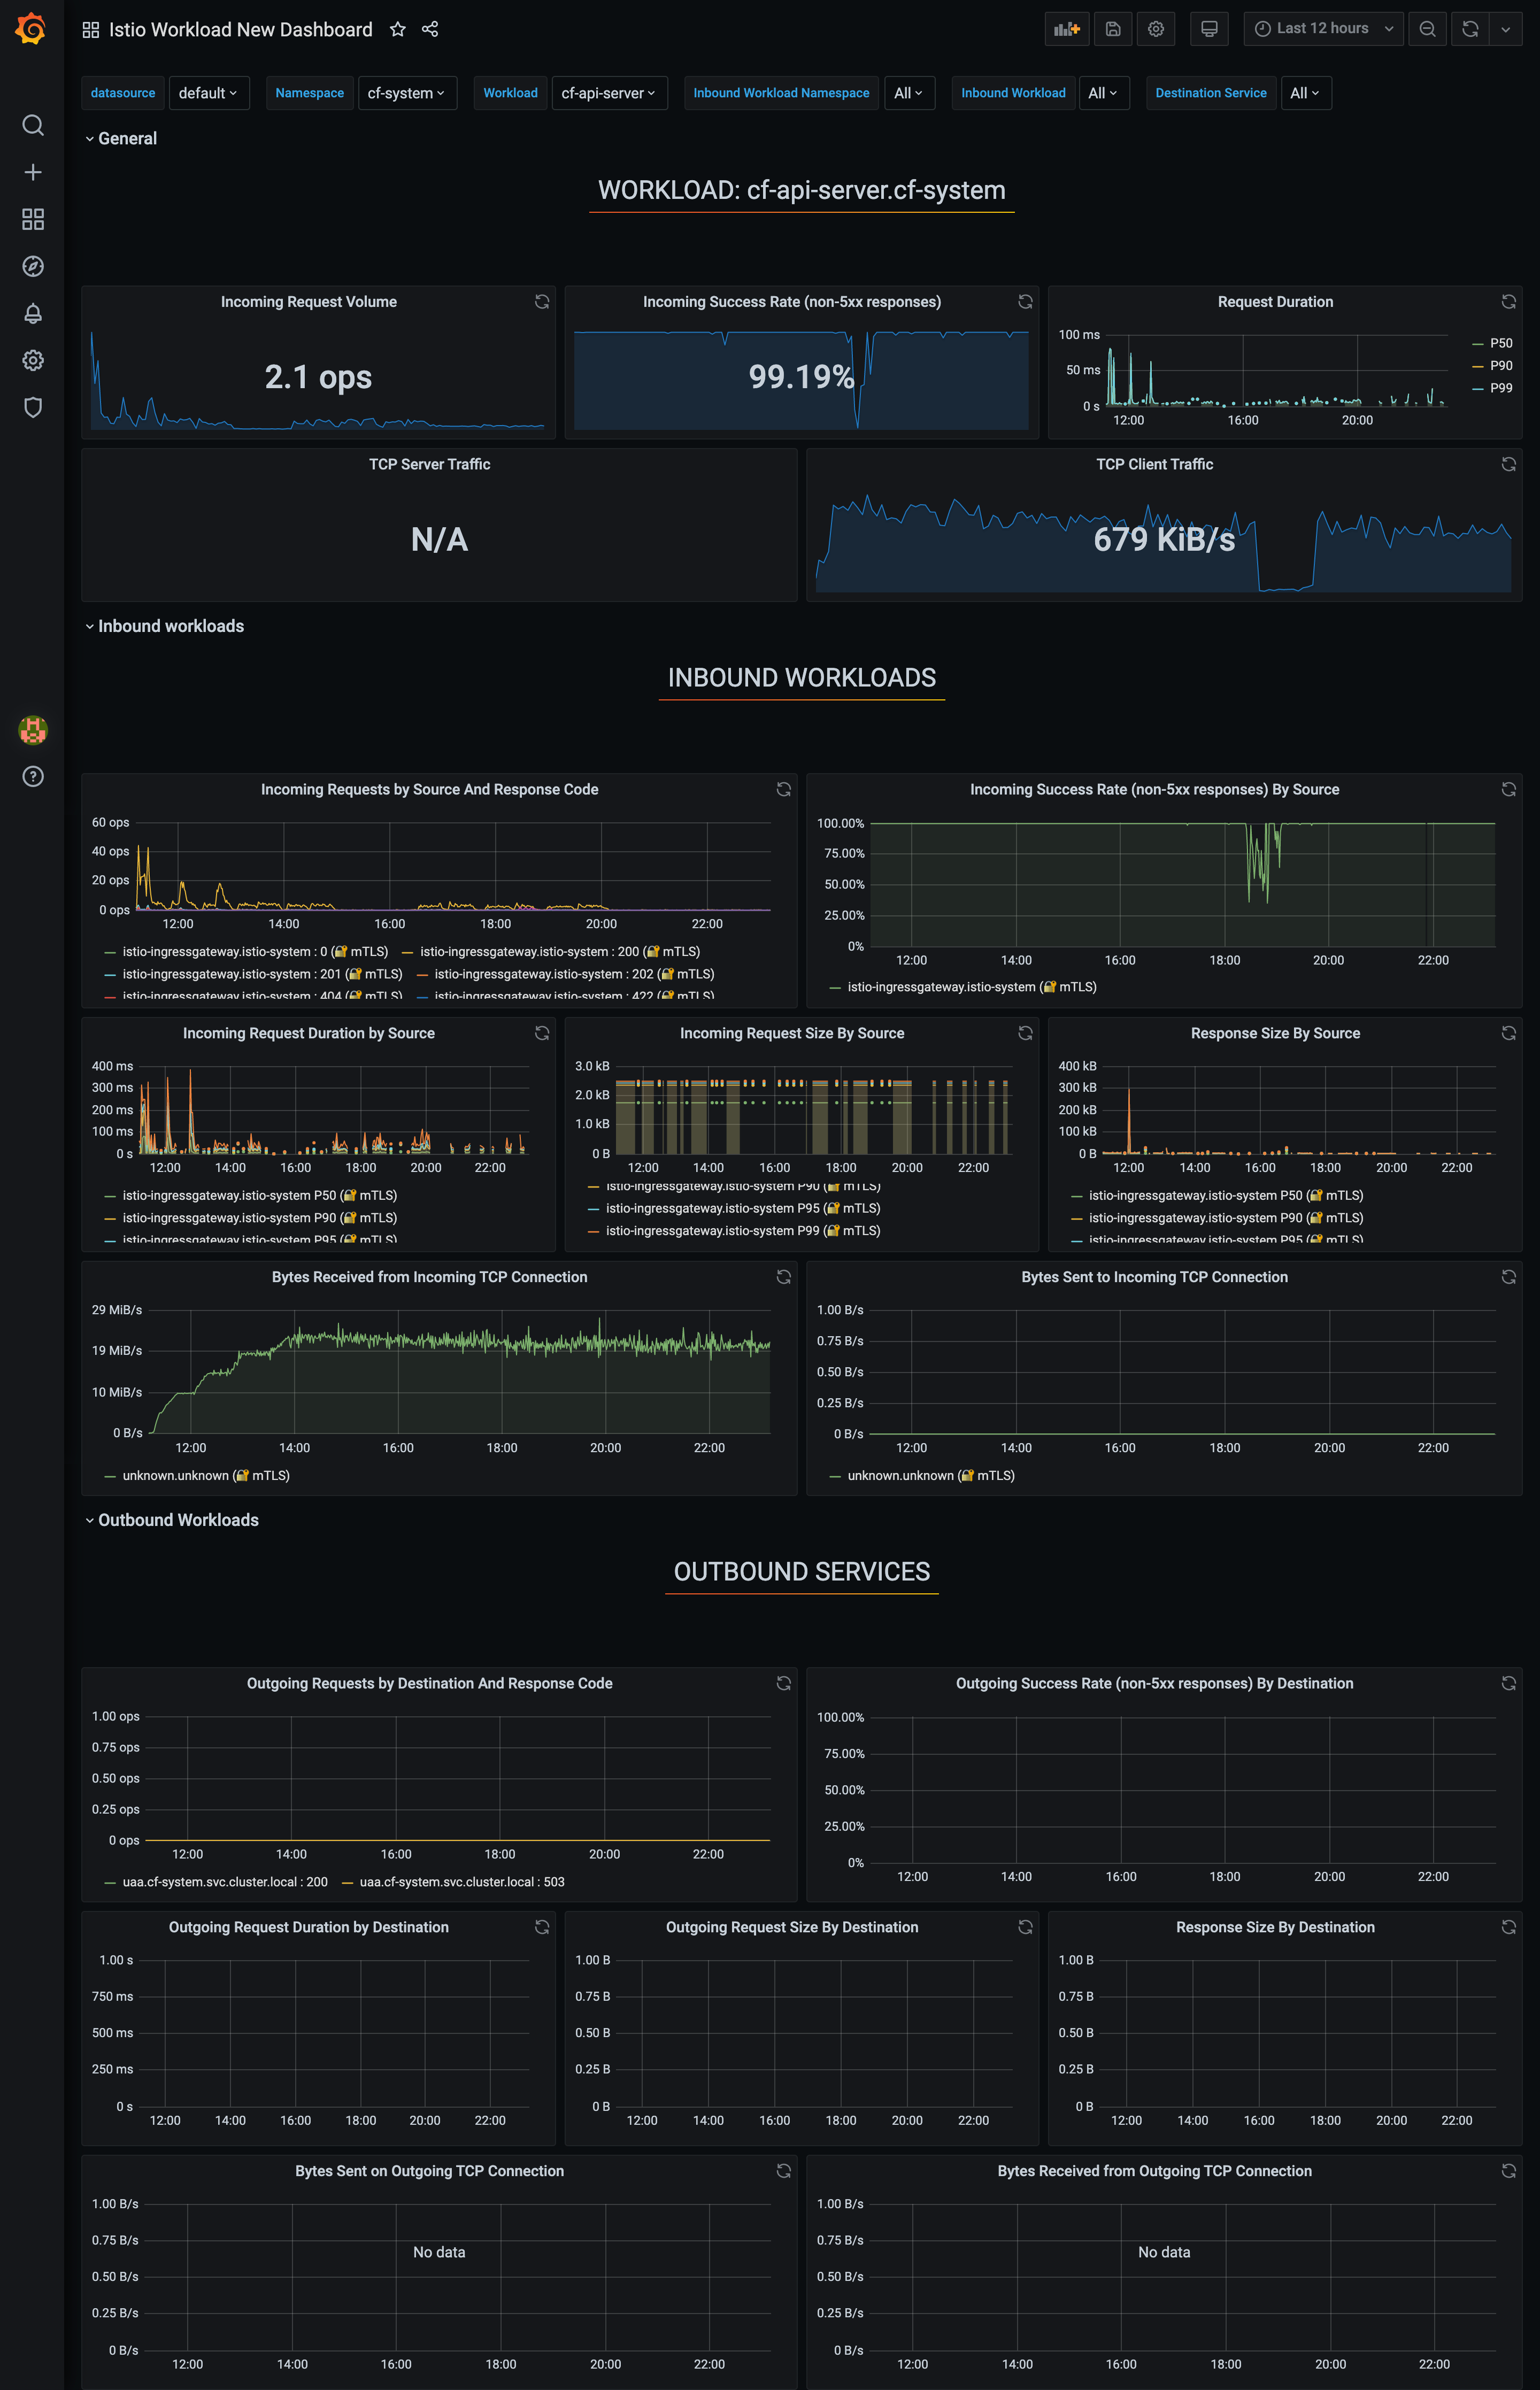 Istio Workload New Dashboard
Last 12 hours
datasource default Namespace cf-system Workload cf-api-server Inbound Workload Namespace All Inbound Workload All Destination Service All
General
WORKLOAD: cf-api-server.cf-system
Incoming Request Volume
2.1 ops
Incoming Success Rate (non-5xx responses)
99.19%
Request Duration
100 ms
50 ms
0 s
12:00 16:00 20:00
P50
P90
P99
TCP Server Traffic
N/A
TCP Client Traffic
679 KiB/s
Inbound workloads
INBOUND WORKLOADS
Incoming Requests by Source And Response Code
60 ops
40 ops
20 ops
0 ops
12:00 14:00 16:00 18:00 20:00 22:00
istio-ingressgateway.istio-system : 0 (🔐 mTLS) istio-ingressgateway.istio-system : 200 (🔐 mTLS)
istio-ingressgateway.istio-system : 201 (🔐 mTLS) istio-ingressgateway.istio-system : 202 (🔐 mTLS)
istio-ingressgateway.istio-system : 404 (🔐 mTLS) istio-ingressgateway.istio-system : 422 (🔐 mTLS)
Incoming Success Rate (non-5xx responses) By Source
100.00%
75.00%
50.00%
25.00%
0%
12:00 14:00 16:00 18:00 20:00 22:00
istio-ingressgateway.istio-system (🔐 mTLS)
Incoming Request Duration by Source
400 ms
300 ms
200 ms
100 ms
0 s
12:00 14:00 16:00 18:00 20:00 22:00
istio-ingressgateway.istio-system P50 (🔐 mTLS)
istio-ingressgateway.istio-system P90 (🔐 mTLS)
istio-ingressgateway.istio-system P95 (🔐 mTLS)
Incoming Request Size By Source
3.0 kB
2.0 kB
1.0 kB
0 B
12:00 14:00 16:00 18:00 20:00 22:00
istio-ingressgateway.istio-system P90 (🔐 mTLS)
istio-ingressgateway.istio-system P95 (🔐 mTLS)
istio-ingressgateway.istio-system P99 (🔐 mTLS)
Response Size By Source
400 kB
300 kB
200 kB
100 kB
0 B
12:00 14:00 16:00 18:00 20:00 22:00
istio-ingressgateway.istio-system P50 (🔐 mTLS)
istio-ingressgateway.istio-system P90 (🔐 mTLS)
istio-ingressgateway.istio-system P95 (🔐 mTLS)
Bytes Received from Incoming TCP Connection
29 MiB/s
19 MiB/s
10 MiB/s
0 B/s
12:00 14:00 16:00 18:00 20:00 22:00
unknown.unknown (🔐 mTLS)
Bytes Sent to Incoming TCP Connection
1.00 B/s
0.75 B/s
0.50 B/s
0.25 B/s
0 B/s
12:00 14:00 16:00 18:00 20:00 22:00
unknown.unknown (🔐 mTLS)
Outbound Workloads
OUTBOUND SERVICES
Outgoing Requests by Destination And Response Code
1.00 ops
0.75 ops
0.50 ops
0.25 ops
0 ops
12:00 14:00 16:00 18:00 20:00 22:00
uaa.cf-system.svc.cluster.local : 200 uaa.cf-system.svc.cluster.local : 503
Outgoing Success Rate (non-5xx responses) By Destination
100.00%
75.00%
50.00%
25.00%
0%
12:00 14:00 16:00 18:00 20:00 22:00
Outgoing Request Duration by Destination
1.00 s
750 ms
500 ms
250 ms
0 s
12:00 14:00 16:00 18:00 20:00 22:00
Outgoing Request Size By Destination
1.00 B
0.75 B
0.50 B
0.25 B
0 B
12:00 14:00 16:00 18:00 20:00 22:00
Response Size By Destination
1.00 B
0.75 B
0.50 B
0.25 B
0 B
12:00 14:00 16:00 18:00 20:00 22:00
Bytes Sent on Outgoing TCP Connection
1.00 B/s
0.75 B/s
No data
0.50 B/s
0.25 B/s
0 B/s
12:00 14:00 16:00 18:00 20:00 22:00
Bytes Received from Outgoing TCP Connection
1.00 B/s
0.75 B/s
No data
0.50 B/s
0.25 B/s
0 B/s
12:00 14:00 16:00 18:00 20:00 22:00